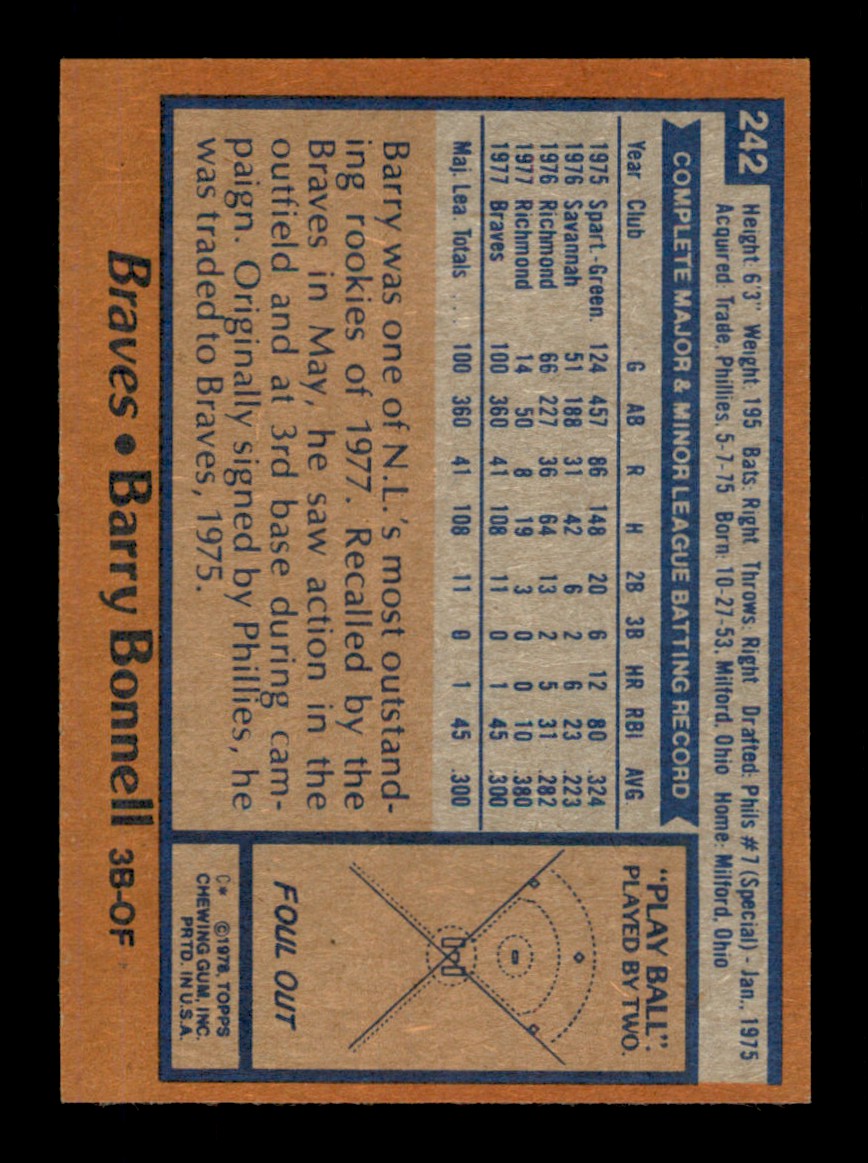 242
Height: 6'3" Weight: 195 Bats: Right Throws: Right Drafted: Phils #7 (Special) - Jan., 1975
Acquired: Trade, Phillies, 5-7-75 Born: 10-27-53, Milford, Ohio Home: Milford, Ohio
COMPLETE MAJOR & MINOR LEAGUE BATTING RECORD
Year Club G AB R H 2B 3B HR RBI AVG
1975 Spart.-Green. 124 457 86 148 20 6 12 80 .324
1976 Savannah 51 188 31 42 6 2 6 23 .223
1976 Richmond 66 227 36 64 13 2 5 31 .282
1977 Richmond 14 50 8 19 3 0 0 10 .380
1977 Braves 100 360 41 108 11 0 1 45 .300
Maj. Lea Totals ... 100 360 41 108 11 0 1 45 .300
Barry was one of N.L.'s most outstand-
ing rookies of 1977. Recalled by the
Braves in May, he saw action in the
outfield and at 3rd base during cam-
paign. Originally signed by Phillies, he
was traded to Braves, 1975.
"PLAY BALL":
PLAYED BY TWO.
FOUL OUT
C* ©1978, TOPPS
CHEWING GUM, INC.
PRTD. IN U.S.A.
Braves • Barry Bonnell 3B-OF